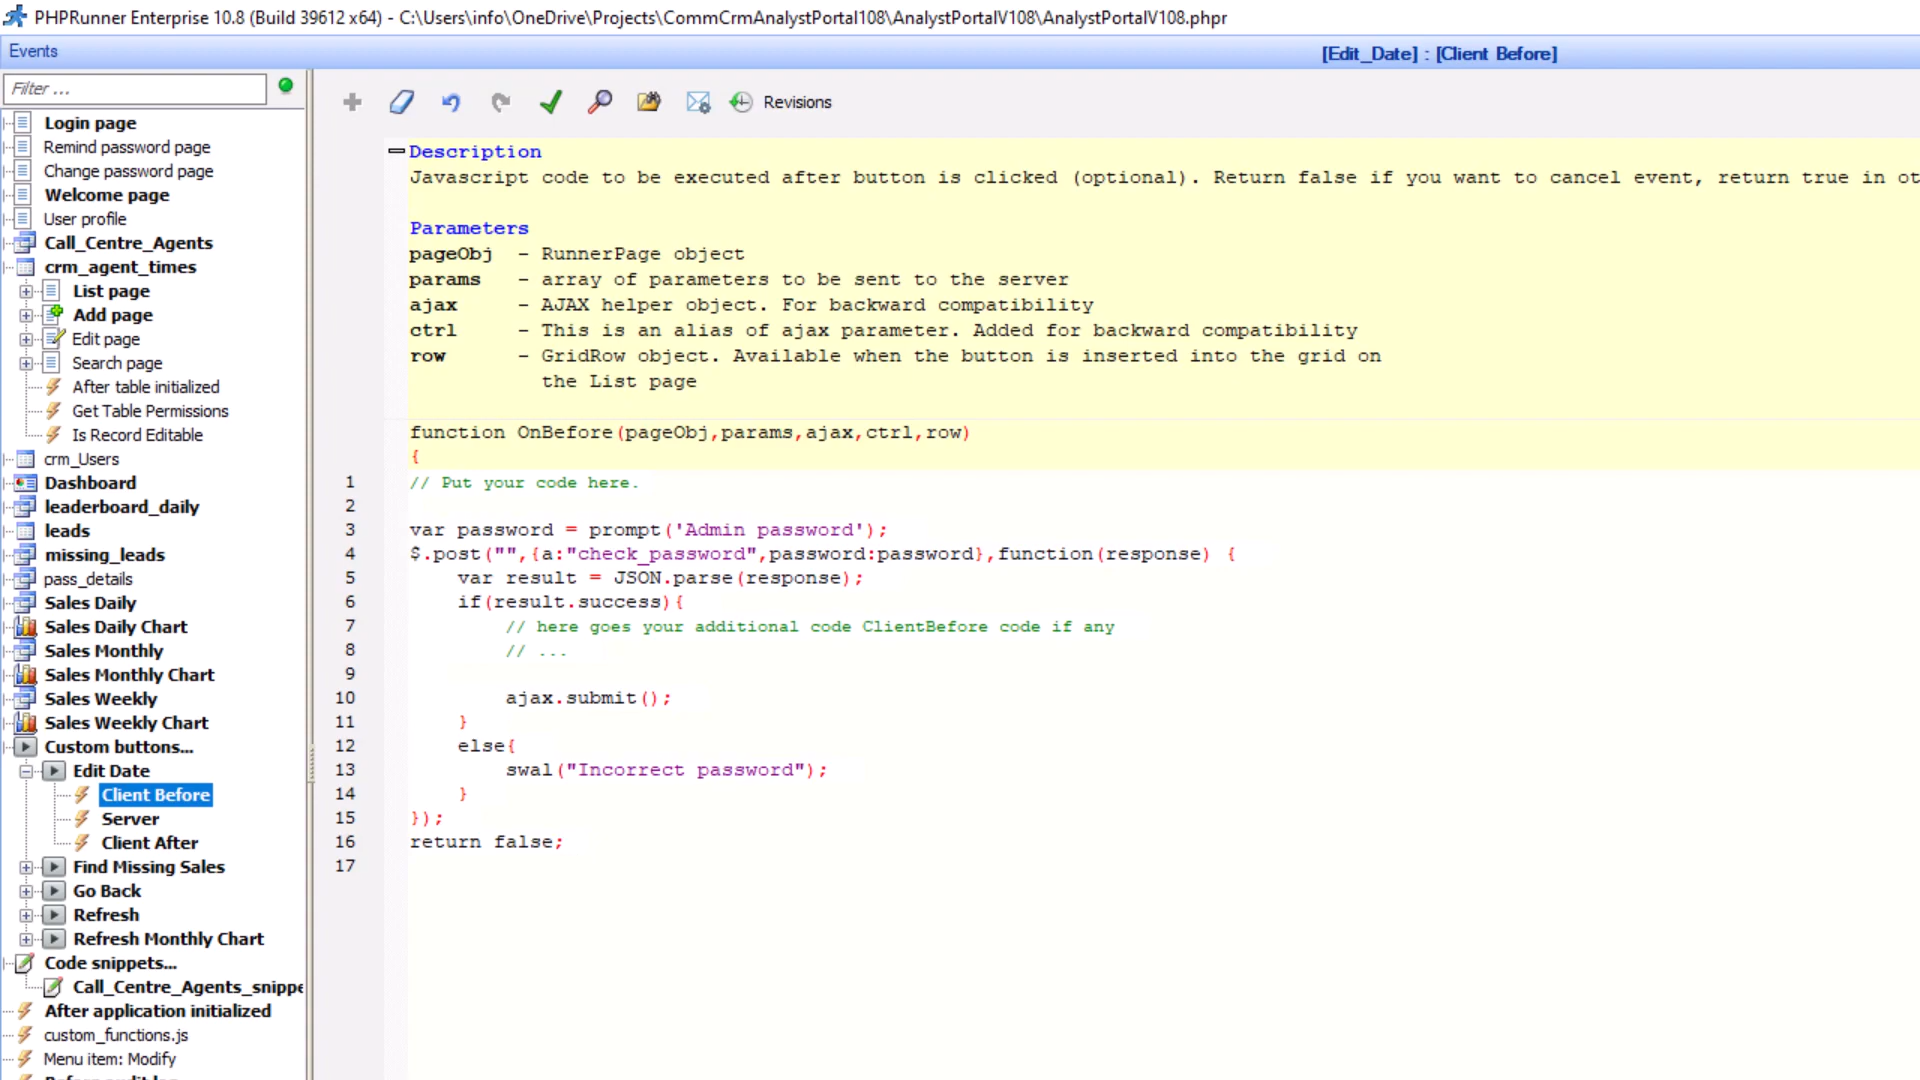 PHPRunner Enterprise 10.8 (Build 39612 x64) - C:\Users\info\OneDrive\Projects\CommCrmAnalystPortal108\AnalystPortalV108\AnalystPortalV108.phpr
Events
[Edit_Date] : [Client Before]
Filter ...
Login page
Remind password page
Change password page
Welcome page
User profile
Call_Centre_Agents
crm_agent_times
List page
Add page
Edit page
Search page
After table initialized
Get Table Permissions
Is Record Editable
crm_Users
Dashboard
leaderboard_daily
leads
missing_leads
pass_details
Sales Daily
Sales Daily Chart
Sales Monthly
Sales Monthly Chart
Sales Weekly
Sales Weekly Chart
Custom buttons...
Edit Date
Client Before
Server
Client After
Find Missing Sales
Go Back
Refresh
Refresh Monthly Chart
Code snippets...
Call_Centre_Agents_snippe
After application initialized
custom_functions.js
Menu item: Modify
Revisions
Description
Javascript code to be executed after button is clicked (optional). Return false if you want to cancel event, return true in ot
Parameters
pageObj - RunnerPage object
params - array of parameters to be sent to the server
ajax - AJAX helper object. For backward compatibility
ctrl - This is an alias of ajax parameter. Added for backward compatibility
row - GridRow object. Available when the button is inserted into the grid on
the List page
function OnBefore(pageObj,params,ajax,ctrl,row)
{
1 // Put your code here.
2
3 var password = prompt('Admin password');
4 $.post("",{a:"check_password",password:password},function(response) {
5 var result = JSON.parse(response);
6 if(result.success){
7 // here goes your additional code ClientBefore code if any
8 // ...
9
10 ajax.submit();
11 }
12 else{
13 swal("Incorrect password");
14 }
15 });
16 return false;
17